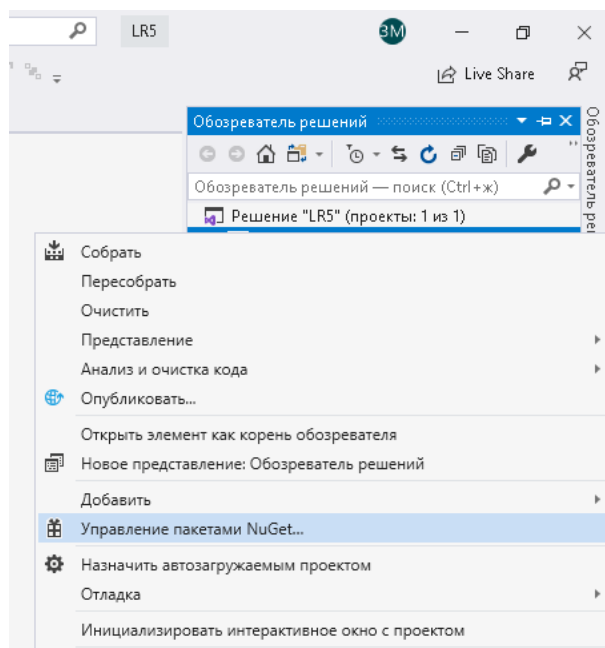 LR5
ЗМ
Live Share
Обозреватель решений
Обозреватель решений — поиск (Ctrl+ж)
Решение "LR5" (проекты: 1 из 1)
Собрать
Пересобрать
Очистить
Представление
Анализ и очистка кода
Опубликовать...
Открыть элемент как корень обозревателя
Новое представление: Обозреватель решений
Добавить
Управление пакетами NuGet...
Назначить автозагружаемым проектом
Отладка
Инициализировать интерактивное окно с проектом
Обозреватель